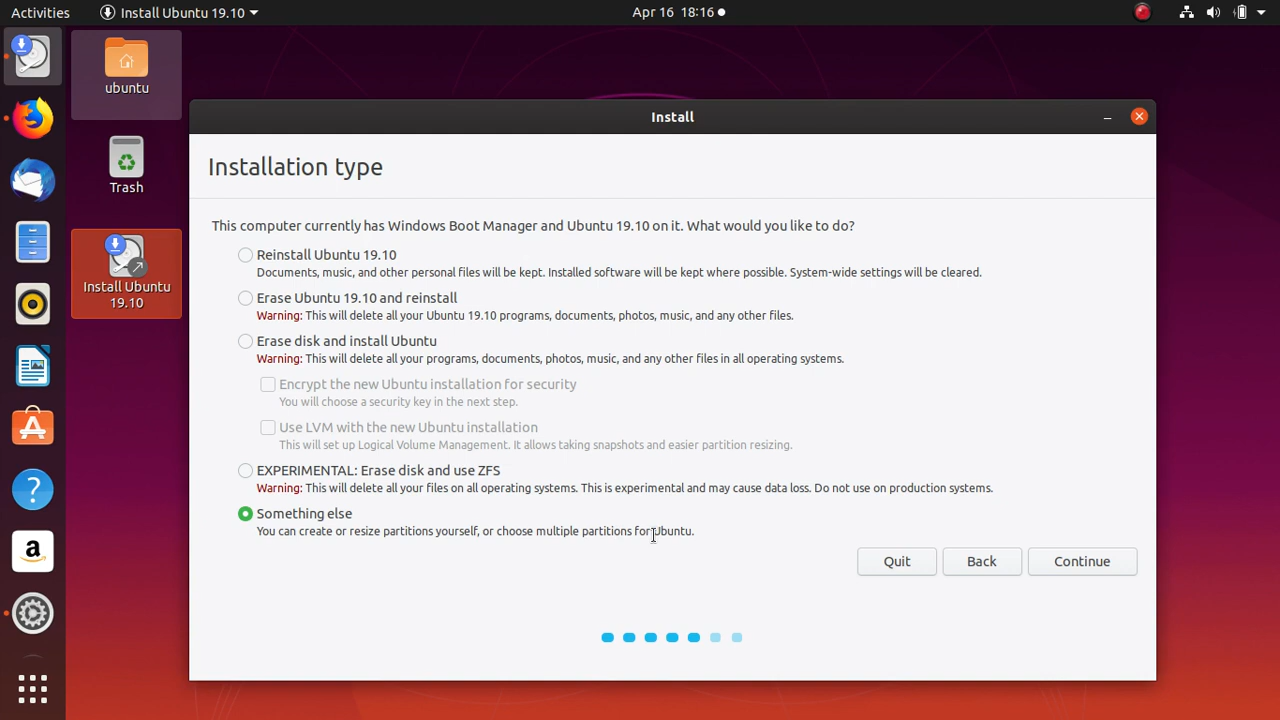 Activities
Install Ubuntu 19.10
Apr 16 18:16
ubuntu
Trash
Install Ubuntu
19.10
Install
Installation type
This computer currently has Windows Boot Manager and Ubuntu 19.10 on it. What would you like to do?
Reinstall Ubuntu 19.10
Documents, music, and other personal files will be kept. Installed software will be kept where possible. System-wide settings will be cleared.
Erase Ubuntu 19.10 and reinstall
Warning: This will delete all your Ubuntu 19.10 programs, documents, photos, music, and any other files.
Erase disk and install Ubuntu
Warning: This will delete all your programs, documents, photos, music, and any other files in all operating systems.
Encrypt the new Ubuntu installation for security
You will choose a security key in the next step.
Use LVM with the new Ubuntu installation
This will set up Logical Volume Management. It allows taking snapshots and easier partition resizing.
EXPERIMENTAL: Erase disk and use ZFS
Warning: This will delete all your files on all operating systems. This is experimental and may cause data loss. Do not use on production systems.
Something else
You can create or resize partitions yourself, or choose multiple partitions for Ubuntu.
Quit
Back
Continue